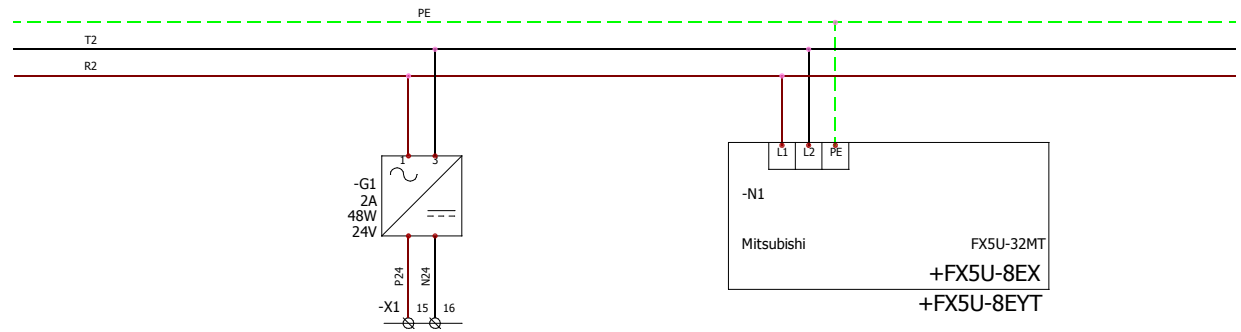 PE
T2
R2
1 3
L1 L2 PE
-G1
2A
48W
24V
-N1
Mitsubishi FX5U-32MT
+FX5U-8EX
+FX5U-8EYT
P24 N24
-X1 15 16